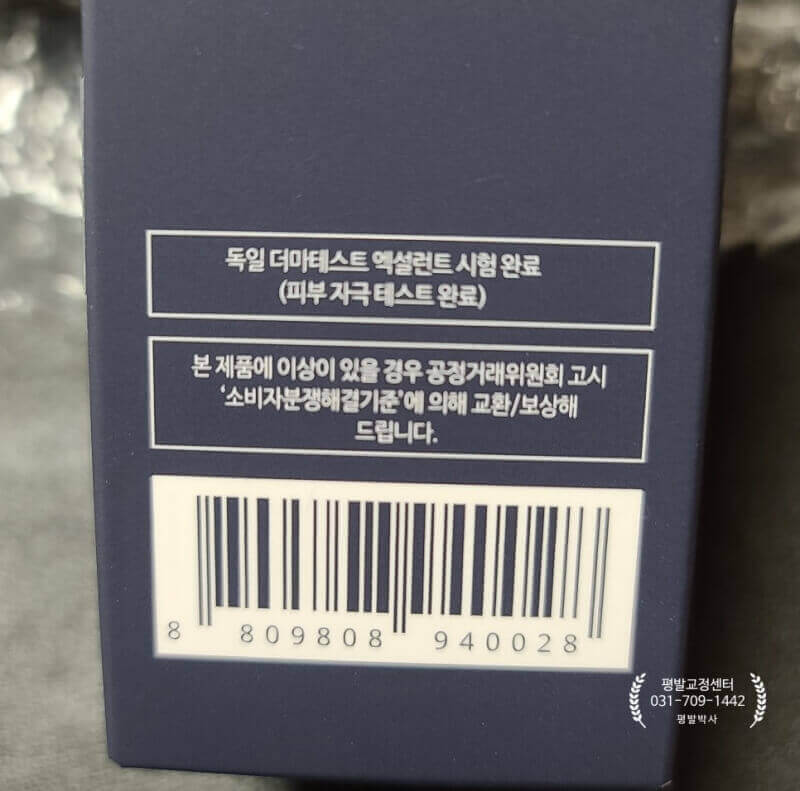 독일 더마테스트 엑설런트 시험 완료
(피부 자극 테스트 완료)
본 제품에 이상이 있을 경우 공정거래위원회 고시
‘소비자분쟁해결기준’에 의해 교환/보상해
드립니다.
8 809808 940028
평발교정센터
031-709-1442
평발박사